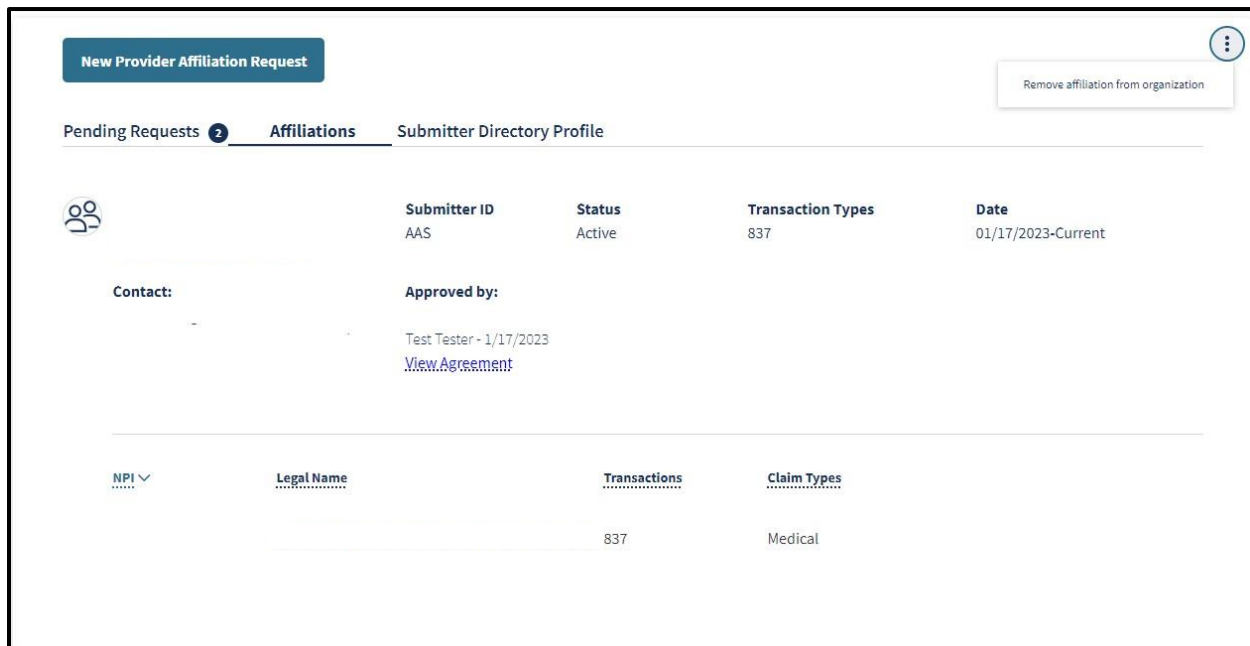 New Provider Affiliation Request
Remove affiliation from organization
Pending Requests 2 Affiliations Submitter Directory Profile
Submitter ID Status Transaction Types Date
AAS Active 837 01/17/2023-Current
Contact: Approved by:
Test Tester - 1/17/2023
View Agreement
NPI Legal Name Transactions Claim Types
837 Medical